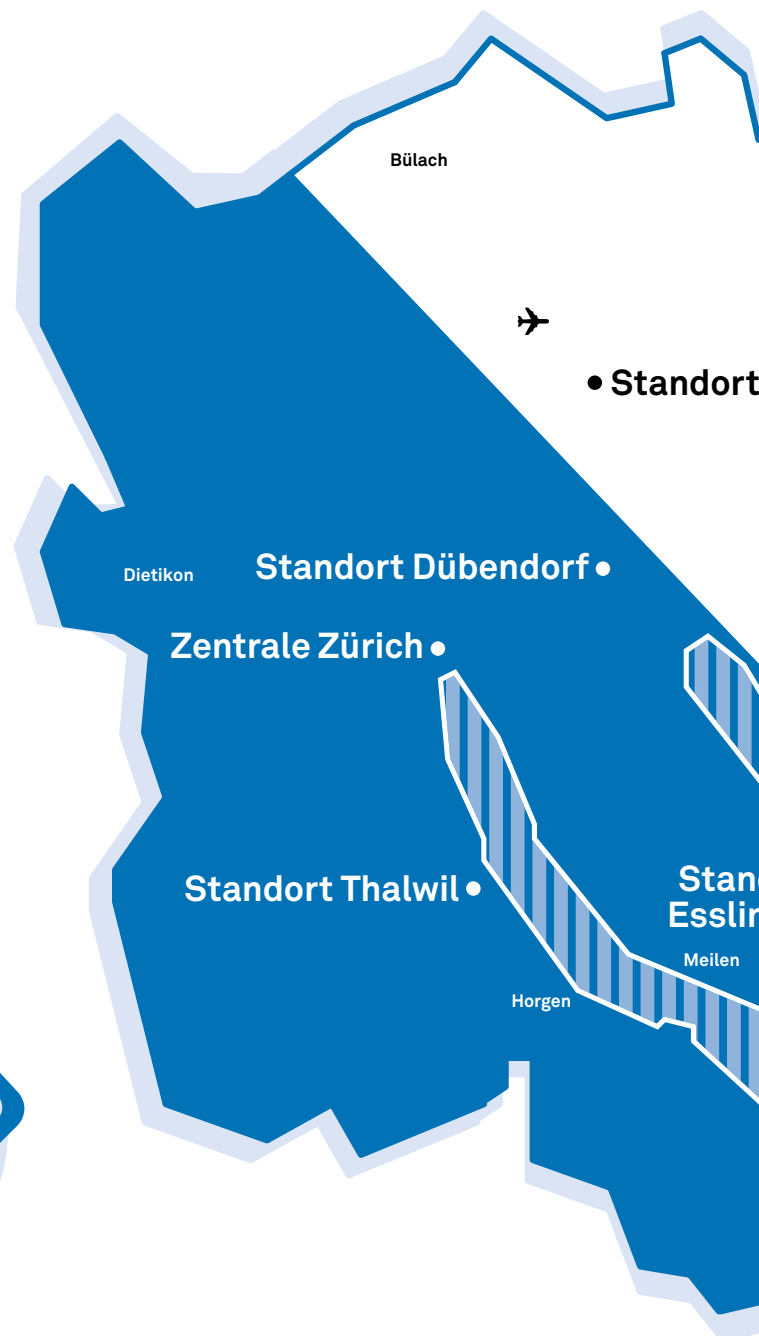 Bülach
Standort
Standort Dübendorf
Dietikon
Zentrale Zürich
Standort Thalwil
Meilen
Horgen